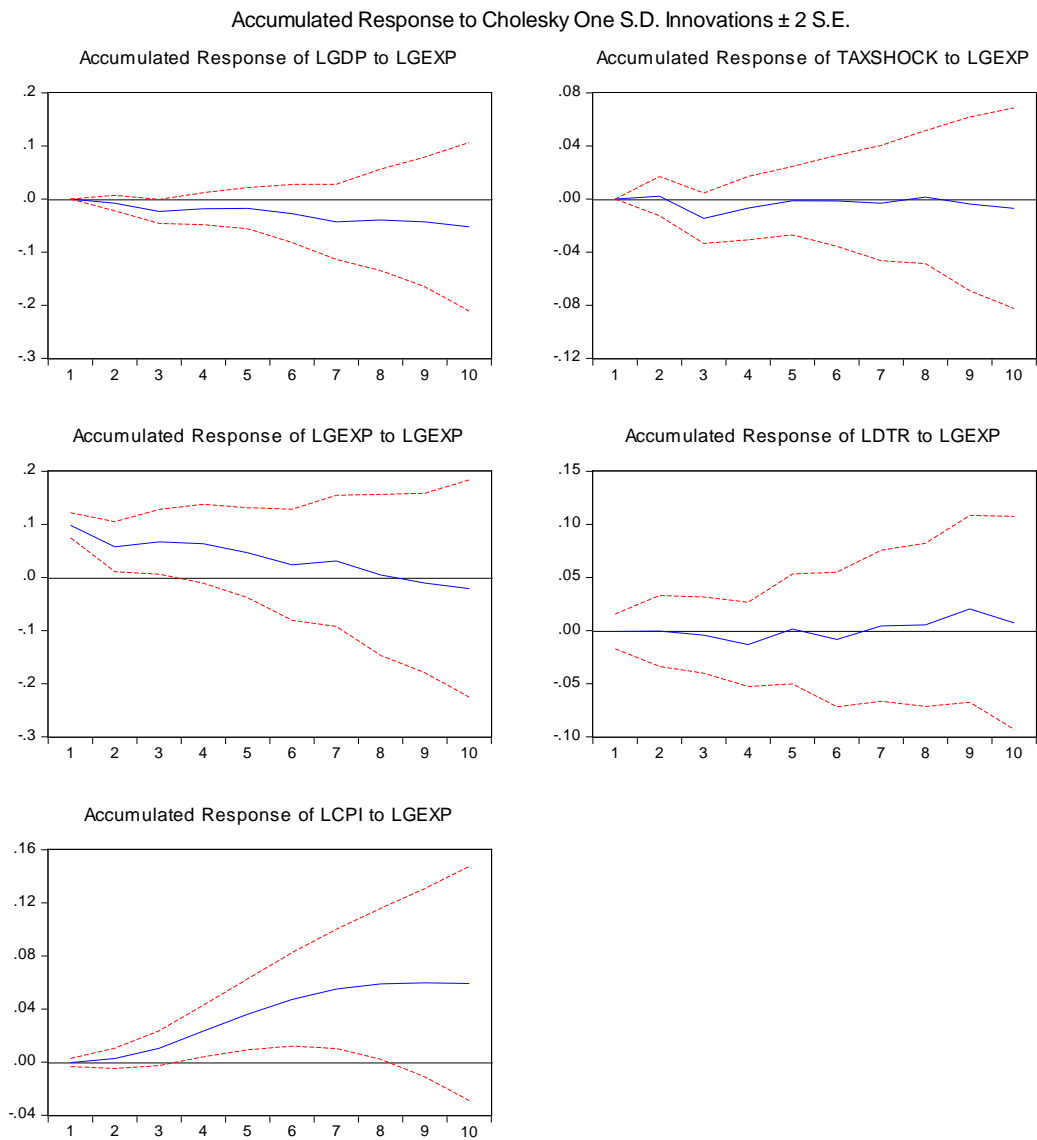 Accumulated Response to Cholesky One S.D. Innovations ± 2 S.E.
Accumulated Response of LGDP to LGEXP
.2
.1
.0
-.1
-.2
-.3
1 2 3 4 5 6 7 8 9 10
Accumulated Response of TAXSHOCK to LGEXP
.08
.04
.00
-.04
-.08
-.12
1 2 3 4 5 6 7 8 9 10
Accumulated Response of LGEXP to LGEXP
.2
.1
.0
-.1
-.2
-.3
1 2 3 4 5 6 7 8 9 10
Accumulated Response of LDTR to LGEXP
.15
.10
.05
.00
-.05
-.10
1 2 3 4 5 6 7 8 9 10
Accumulated Response of LCPI to LGEXP
.16
.12
.08
.04
.00
-.04
1 2 3 4 5 6 7 8 9 10